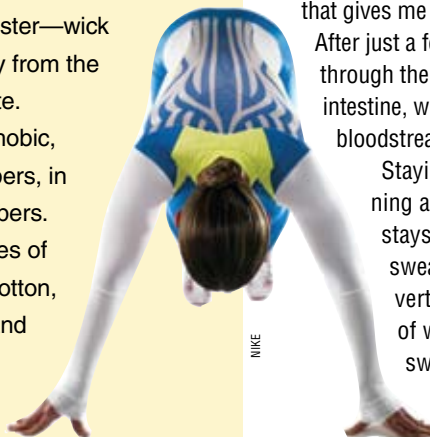 ster—wick
y from the
te.
hobic,
bers, in
bers.
es of
otton,
nd
that gives me
After just a fe
through the
intestine, w
bloodstrea
Stayi
ning a
stays
swea
vert
of w
sw
NIKE